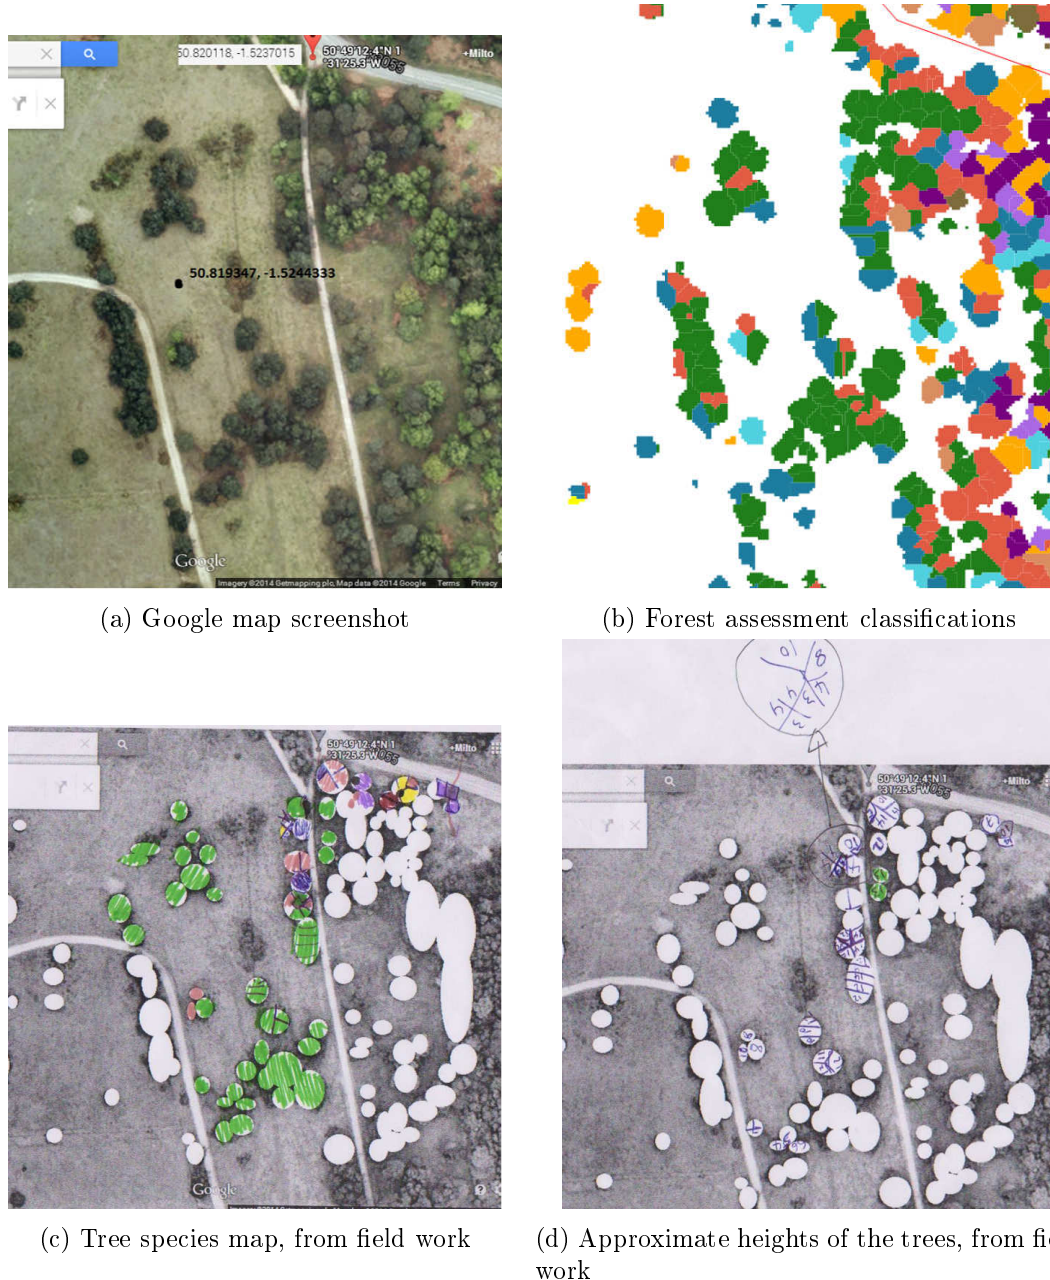 50.820118, -1.5237015
50°49'12.4"N 1
°31'25.3"W
+Milto
50.819347, -1.5244333
Google
Imagery ©2014 Getmapping plc, Map data ©2014 Google Terms Privacy
(a) Google map screenshot
(b) Forest assessment classifications
50°49'12.4"N 1
°31'25.3"W
+Milto
Google
(c) Tree species map, from field work
10 8
50°49'12.4"N 1
°31'25.3"W
+Milto
(d) Approximate heights of the trees, from fie
work